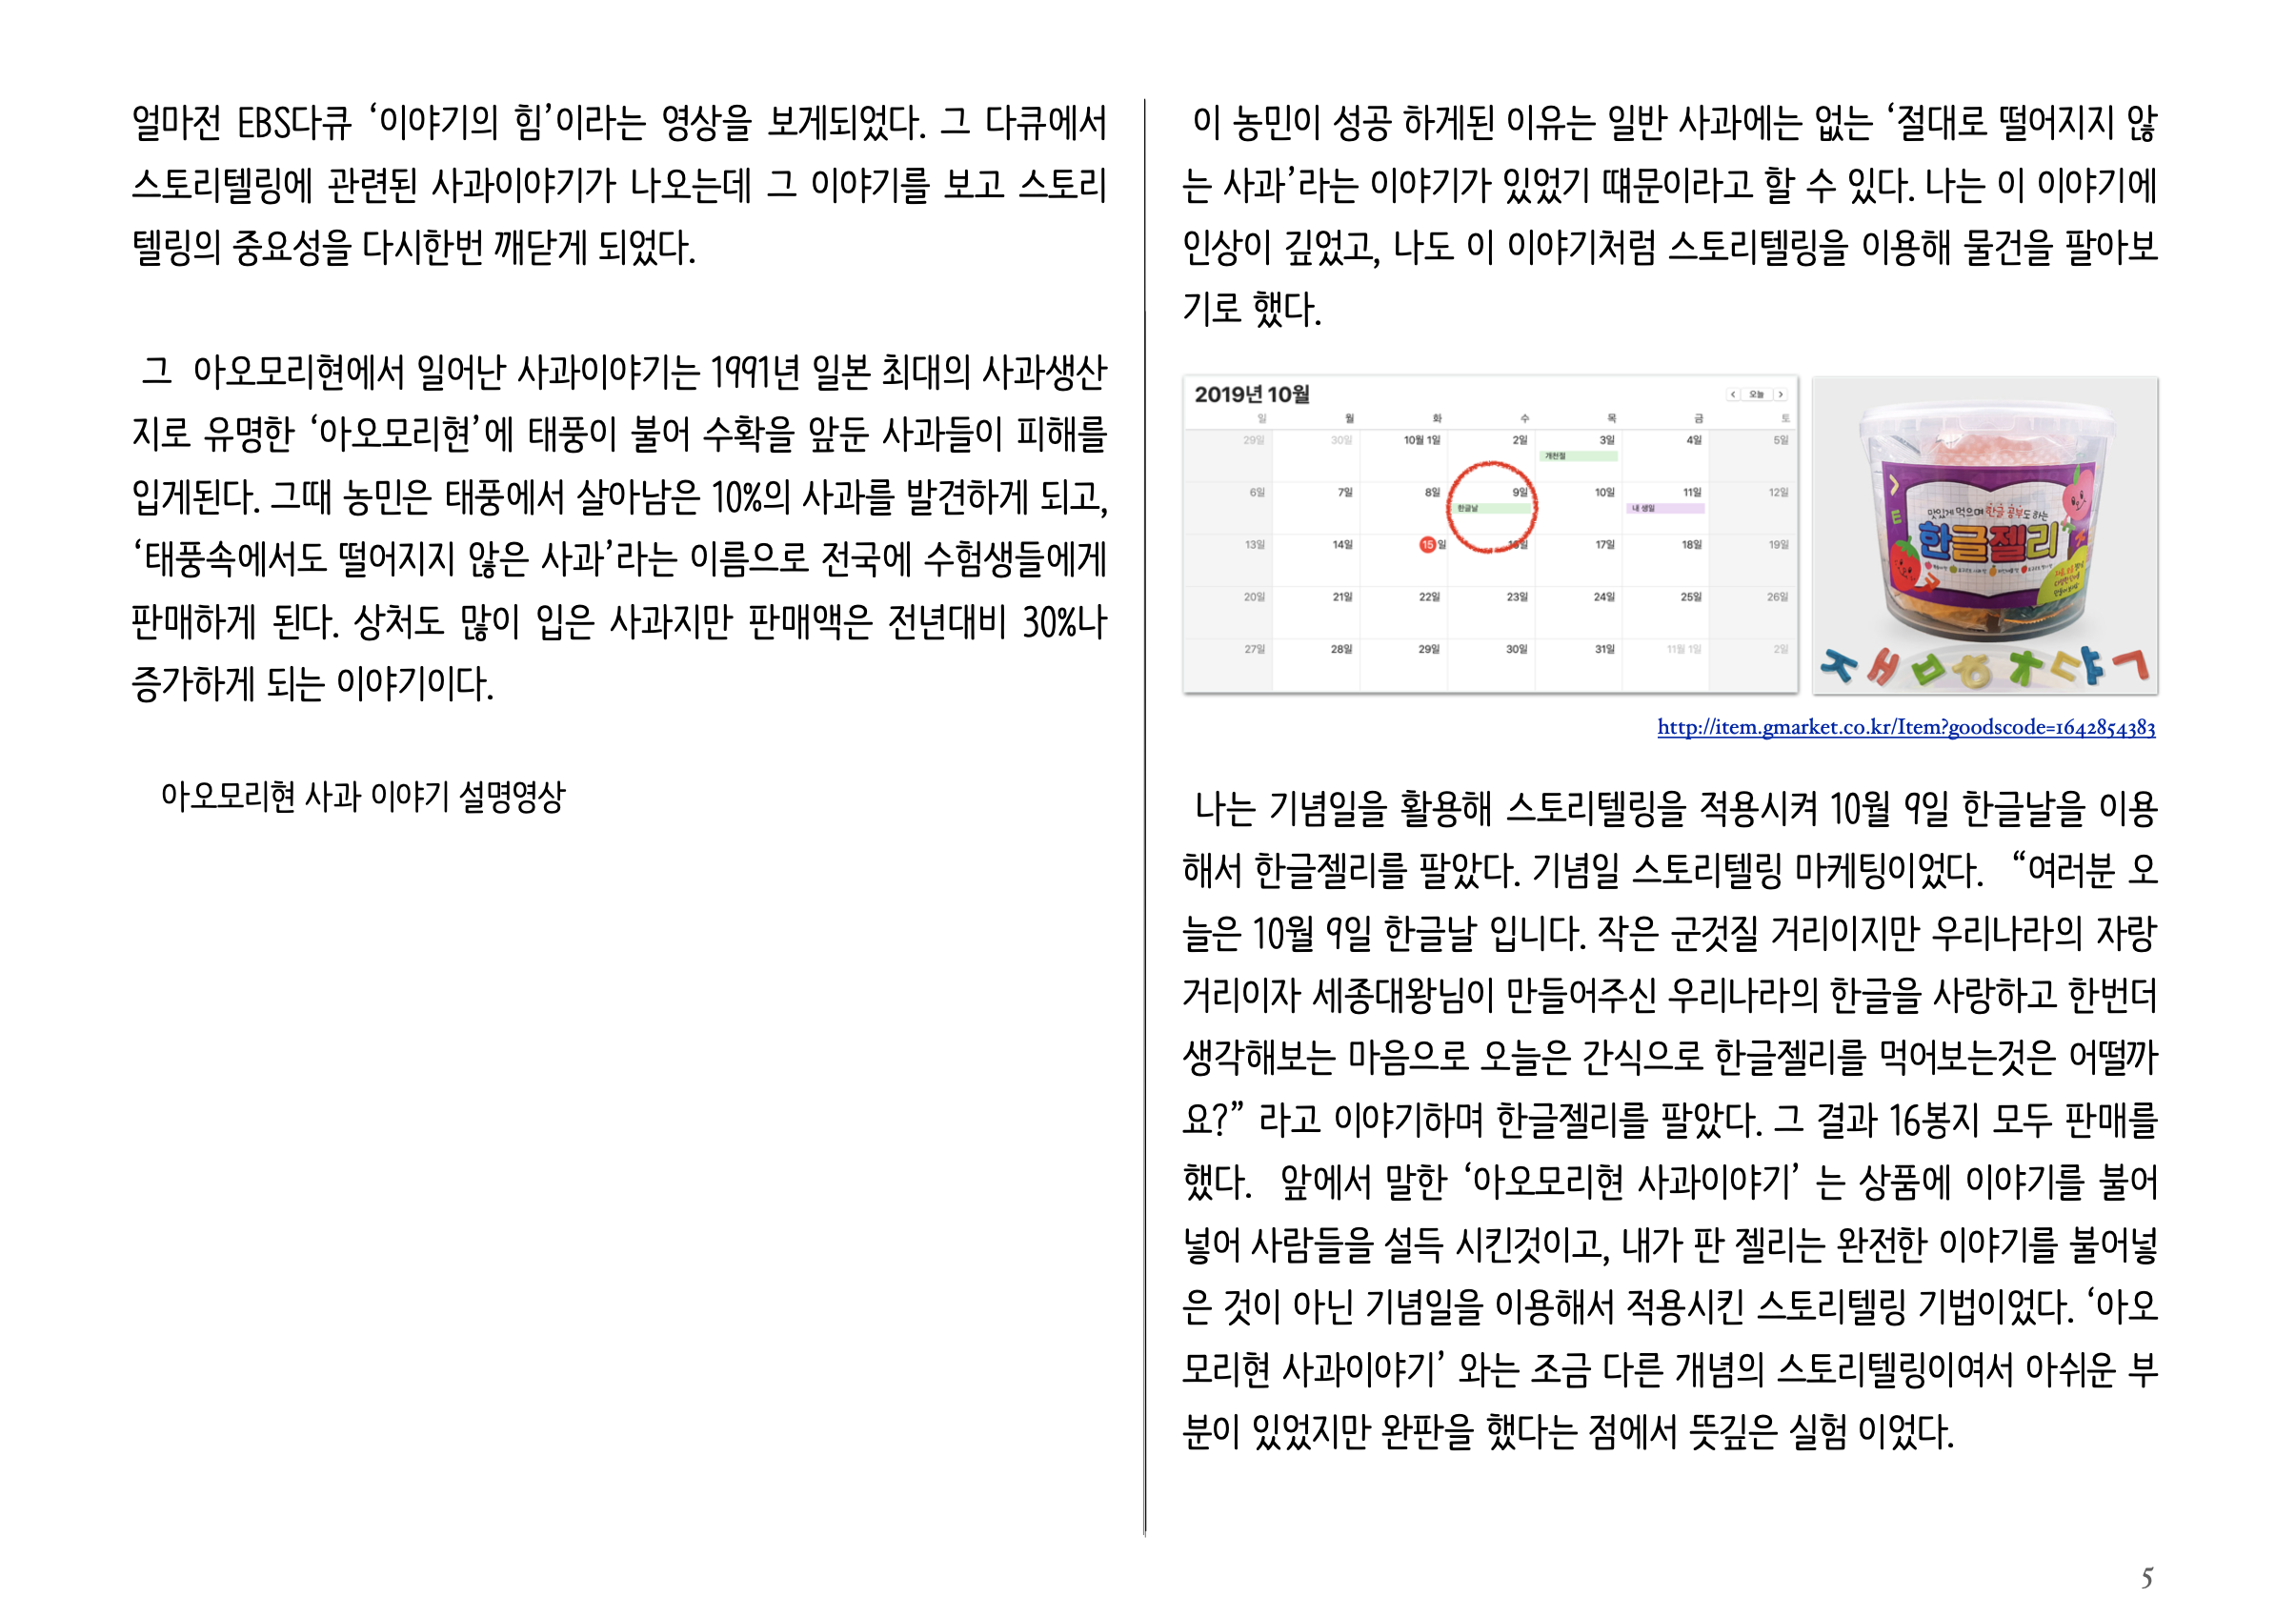 얼마전 EBS다큐 ‘이야기의 힘’이라는 영상을 보게되었다. 그 다큐에서
스토리텔링에 관련된 사과이야기가 나오는데 그 이야기를 보고 스토리
텔링의 중요성을 다시한번 깨닫게 되었다.
그 아오모리현에서 일어난 사과이야기는 1991년 일본 최대의 사과생산
지로 유명한 ‘아오모리현’에 태풍이 불어 수확을 앞둔 사과들이 피해를
입게된다. 그때 농민은 태풍에서 살아남은 10%의 사과를 발견하게 되고,
‘태풍속에서도 떨어지지 않은 사과’라는 이름으로 전국에 수험생들에게
판매하게 된다. 상처도 많이 입은 사과지만 판매액은 전년대비 30%나
증가하게 되는 이야기이다.
아오모리현 사과 이야기 설명영상
이 농민이 성공 하게된 이유는 일반 사과에는 없는 ‘절대로 떨어지지 않
는 사과’라는 이야기가 있었기 떄문이라고 할 수 있다. 나는 이 이야기에
인상이 깊었고, 나도 이 이야기처럼 스토리텔링을 이용해 물건을 팔아보
기로 했다.
2019년 10월
오늘
일 월 화 수 목 금 토
29일 30일 10월 1일 2일 3일 4일 5일
개천절
6일 7일 8일 9일 10일 11일 12일
한글날 내 생일
13일 14일 15일 16일 17일 18일 19일
20일 21일 22일 23일 24일 25일 26일
27일 28일 29일 30일 31일 11월 1일 2일
맛있게 먹으며 한글 공부도 하는
한글젤리
ㅈ ㅐ ㅂ ㅎ ㅊ ㄷ ㅑ ㄱ
http://item.gmarket.co.kr/Item?goodscode=1642854383
나는 기념일을 활용해 스토리텔링을 적용시켜 10월 9일 한글날을 이용
해서 한글젤리를 팔았다. 기념일 스토리텔링 마케팅이었다. “여러분 오
늘은 10월 9일 한글날 입니다. 작은 군것질 거리이지만 우리나라의 자랑
거리이자 세종대왕님이 만들어주신 우리나라의 한글을 사랑하고 한번더
생각해보는 마음으로 오늘은 간식으로 한글젤리를 먹어보는것은 어떨까
요?” 라고 이야기하며 한글젤리를 팔았다. 그 결과 16봉지 모두 판매를
했다. 앞에서 말한 ‘아오모리현 사과이야기’ 는 상품에 이야기를 불어
넣어 사람들을 설득 시킨것이고, 내가 판 젤리는 완전한 이야기를 불어넣
은 것이 아닌 기념일을 이용해서 적용시킨 스토리텔링 기법이었다. ‘아오
모리현 사과이야기’ 와는 조금 다른 개념의 스토리텔링이여서 아쉬운 부
분이 있었지만 완판을 했다는 점에서 뜻깊은 실험 이었다.
5